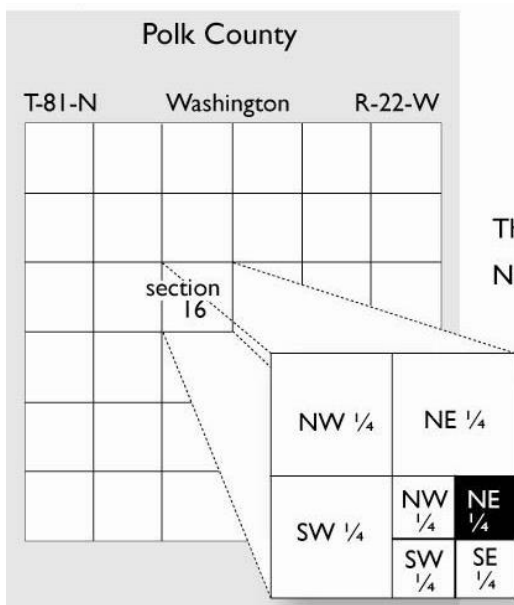 Polk County
T-81-N Washington R-22-W
section
16
NW ¼ NE ¼
SW ¼
NW
¼
NE
¼
SW
¼
SE
¼